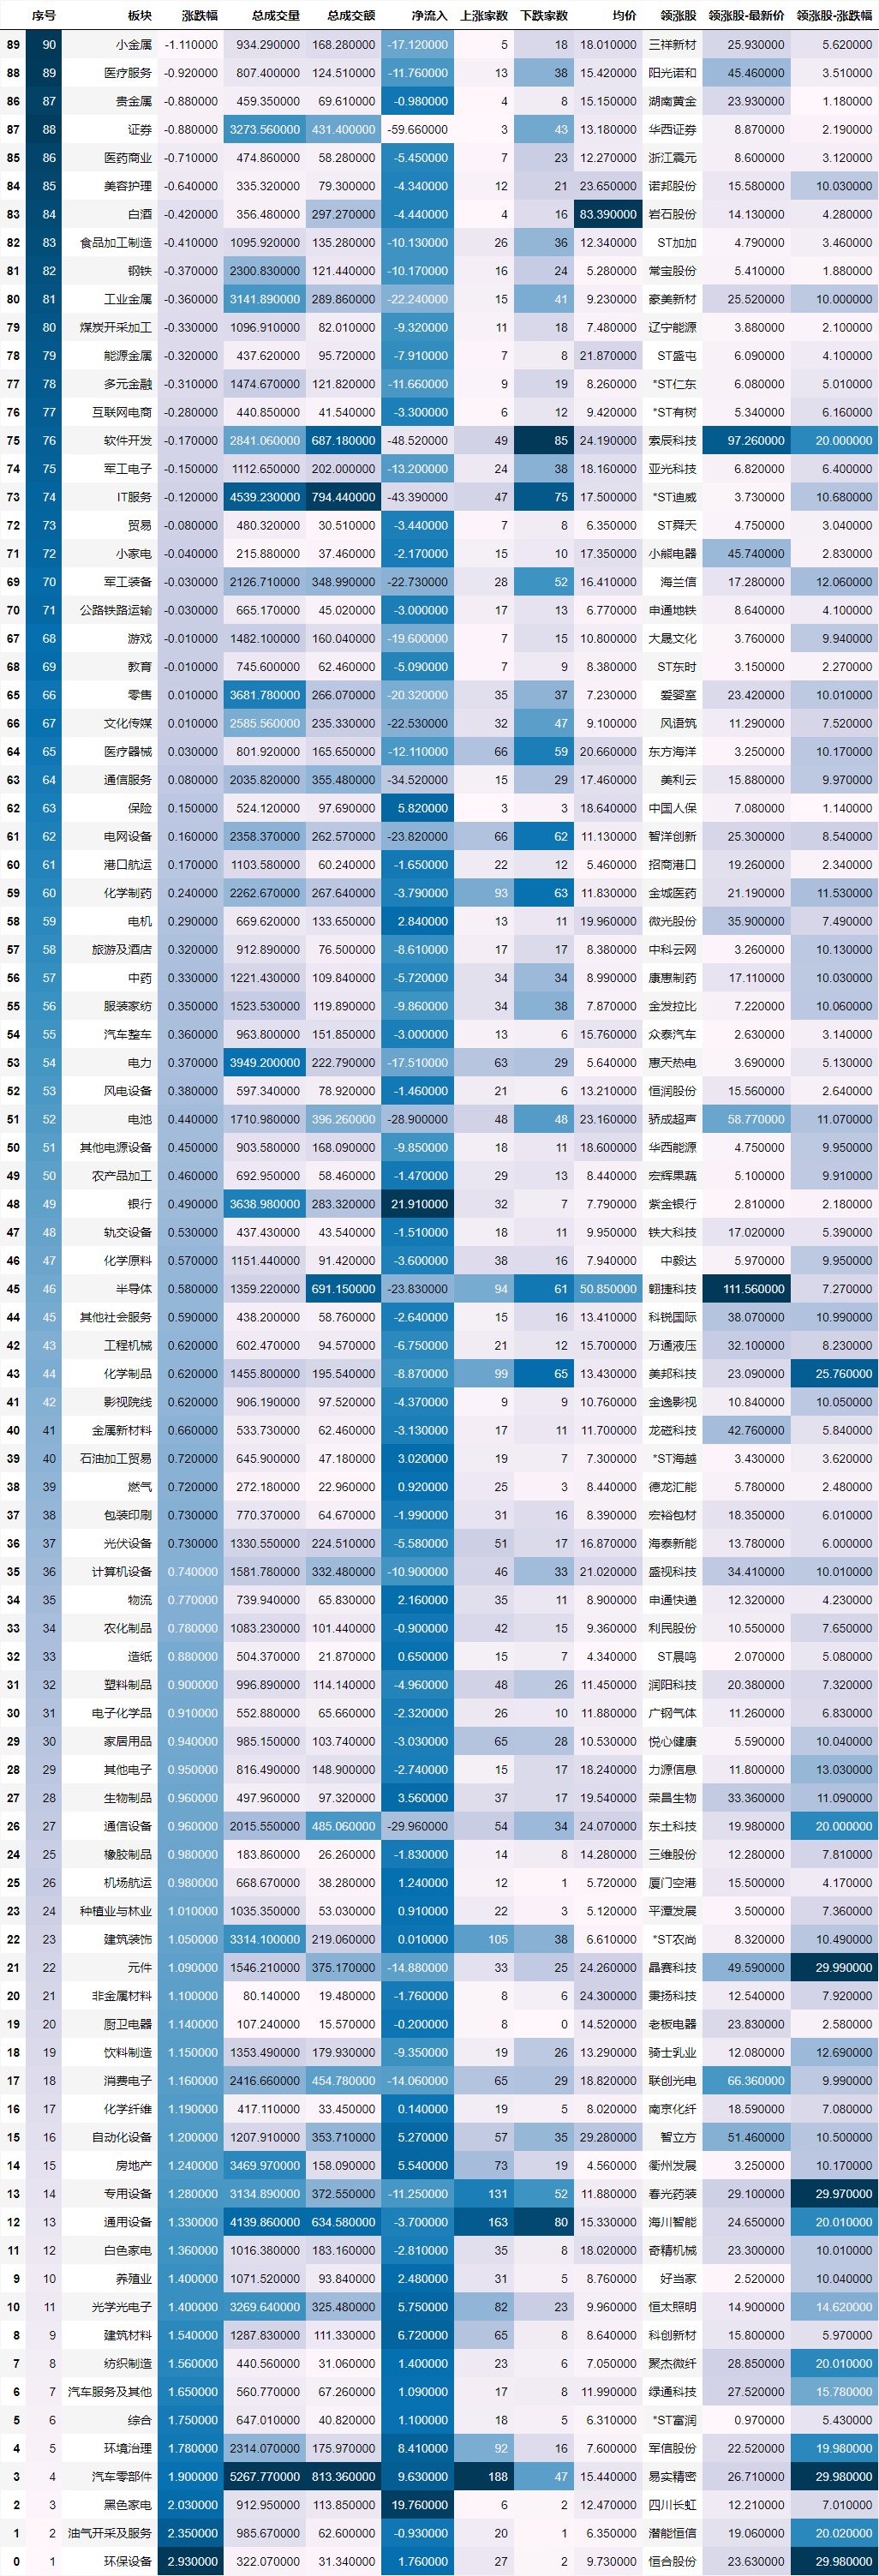 序号 板块 涨跌幅 总成交量 总成交额 净流入 上涨家数 下跌家数 均价 领涨股 领涨股-最新价 领涨股-涨跌幅
89 90 小金属 -1.110000 934.290000 168.280000 -17.120000 5 18 18.010000 三祥新材 25.930000 5.620000
88 89 医疗服务 -0.920000 807.400000 124.510000 -11.760000 13 38 15.420000 阳光诺和 45.460000 3.510000
86 87 贵金属 -0.880000 459.350000 69.610000 -0.980000 4 8 15.150000 湖南黄金 23.930000 1.180000
87 88 证券 -0.880000 3273.560000 431.400000 -59.660000 3 43 13.180000 华西证券 8.870000 2.190000
85 86 医药商业 -0.710000 474.860000 58.280000 -5.450000 7 23 12.270000 浙江震元 8.600000 3.120000
84 85 美容护理 -0.640000 335.320000 79.300000 -4.340000 12 21 23.650000 诺邦股份 15.580000 10.030000
83 84 白酒 -0.420000 356.480000 297.270000 -4.440000 4 16 83.390000 岩石股份 14.130000 4.280000
82 83 食品加工制造 -0.410000 1095.920000 135.280000 -10.130000 26 36 12.340000 ST加加 4.790000 3.460000
81 82 钢铁 -0.370000 2300.830000 121.440000 -10.170000 16 24 5.280000 常宝股份 5.410000 1.880000
80 81 工业金属 -0.360000 3141.890000 289.860000 -22.240000 15 41 9.230000 豪美新材 25.520000 10.000000
79 80 煤炭开采加工 -0.330000 1096.910000 82.010000 -9.320000 11 18 7.480000 辽宁能源 3.880000 2.100000
78 79 能源金属 -0.320000 437.620000 95.720000 -7.910000 7 8 21.870000 ST盛屯 6.090000 4.100000
77 78 多元金融 -0.310000 1474.670000 121.820000 -11.660000 9 19 8.260000 *ST仁东 6.080000 5.010000
76 77 互联网电商 -0.280000 440.850000 41.540000 -3.300000 6 12 9.420000 *ST有树 5.340000 6.160000
75 76 软件开发 -0.170000 2841.060000 687.180000 -48.520000 49 85 24.190000 索辰科技 97.260000 20.000000
74 75 军工电子 -0.150000 1112.650000 202.000000 -13.200000 24 38 18.160000 亚光科技 6.820000 6.400000
73 74 IT服务 -0.120000 4539.230000 794.440000 -43.390000 47 75 17.500000 *ST迪威 3.730000 10.680000
72 73 贸易 -0.080000 480.320000 30.510000 -3.440000 7 8 6.350000 ST舜天 4.750000 3.040000
71 72 小家电 -0.040000 215.880000 37.460000 -2.170000 15 10 17.350000 小熊电器 45.740000 2.830000
69 70 军工装备 -0.030000 2126.710000 348.990000 -22.730000 28 52 16.410000 海兰信 17.280000 12.060000
70 71 公路铁路运输 -0.030000 665.170000 45.020000 -3.000000 17 13 6.770000 申通地铁 8.640000 4.100000
67 68 游戏 -0.010000 1482.100000 160.040000 -19.600000 7 15 10.800000 大晟文化 3.760000 9.940000
68 69 教育 -0.010000 745.600000 62.460000 -5.090000 7 9 8.380000 ST东时 3.150000 2.270000
65 66 零售 0.010000 3681.780000 266.070000 -20.320000 35 37 7.230000 爱婴室 23.420000 10.010000
66 67 文化传媒 0.010000 2585.560000 235.330000 -22.530000 32 47 9.100000 风语筑 11.290000 7.520000
64 65 医疗器械 0.030000 801.920000 165.650000 -12.110000 66 59 20.660000 东方海洋 3.250000 10.170000
63 64 通信服务 0.080000 2035.820000 355.480000 -34.520000 15 29 17.460000 美利云 15.880000 9.970000
62 63 保险 0.150000 524.120000 97.690000 5.820000 3 3 18.640000 中国人保 7.080000 1.140000
61 62 电网设备 0.160000 2358.370000 262.570000 -23.820000 66 62 11.130000 智洋创新 25.300000 8.540000
60 61 港口航运 0.170000 1103.580000 60.240000 -1.650000 22 12 5.460000 招商港口 19.260000 2.340000
59 60 化学制药 0.240000 2262.670000 267.640000 -3.790000 93 63 11.830000 金城医药 21.190000 11.530000
58 59 电机 0.290000 669.620000 133.650000 2.840000 13 11 19.960000 微光股份 35.900000 7.490000
57 58 旅游及酒店 0.320000 912.890000 76.500000 -8.610000 17 17 8.380000 中科云网 3.260000 10.130000
56 57 中药 0.330000 1221.430000 109.840000 -5.720000 34 34 8.990000 康惠制药 17.110000 10.030000
55 56 服装家纺 0.350000 1523.530000 119.890000 -9.860000 34 38 7.870000 金发拉比 7.220000 10.060000
54 55 汽车整车 0.360000 963.800000 151.850000 -3.000000 13 6 15.760000 众泰汽车 2.630000 3.140000
53 54 电力 0.370000 3949.200000 222.790000 -17.510000 63 29 5.640000 惠天热电 3.690000 5.130000
52 53 风电设备 0.380000 597.340000 78.920000 -1.460000 21 6 13.210000 恒润股份 15.560000 2.640000
51 52 电池 0.440000 1710.980000 396.260000 -28.900000 48 48 23.160000 骄成超声 58.770000 11.070000
50 51 其他电源设备 0.450000 903.580000 168.090000 -9.850000 18 11 18.600000 华西能源 4.750000 9.950000
49 50 农产品加工 0.460000 692.950000 58.460000 -1.470000 29 13 8.440000 宏辉果蔬 5.100000 9.910000
48 49 银行 0.490000 3638.980000 283.320000 21.910000 32 7 7.790000 紫金银行 2.810000 2.180000
47 48 轨交设备 0.530000 437.430000 43.540000 -1.510000 18 11 9.950000 铁大科技 17.020000 5.390000
46 47 化学原料 0.570000 1151.440000 91.420000 -3.600000 38 16 7.940000 中毅达 5.970000 9.950000
45 46 半导体 0.580000 1359.220000 691.150000 -23.830000 94 61 50.850000 翱捷科技 111.560000 7.270000
44 45 其他社会服务 0.590000 438.200000 58.760000 -2.640000 15 16 13.410000 科锐国际 38.070000 10.990000
42 43 工程机械 0.620000 602.470000 94.570000 -6.750000 21 12 15.700000 万通液压 32.100000 8.230000
43 44 化学制品 0.620000 1455.800000 195.540000 -8.870000 99 65 13.430000 美邦科技 23.090000 25.760000
41 42 影视院线 0.620000 906.190000 97.520000 -4.370000 9 9 10.760000 金逸影视 10.840000 10.050000
40 41 金属新材料 0.660000 533.730000 62.460000 -3.130000 17 11 11.700000 龙磁科技 42.760000 5.840000
39 40 石油加工贸易 0.720000 645.900000 47.180000 3.020000 19 7 7.300000 *ST海越 3.430000 3.620000
38 39 燃气 0.720000 272.180000 22.960000 0.920000 25 3 8.440000 德龙汇能 5.780000 2.480000
37 38 包装印刷 0.730000 770.370000 64.670000 -1.990000 31 16 8.390000 宏裕包材 18.350000 6.010000
36 37 光伏设备 0.730000 1330.550000 224.510000 -5.580000 51 17 16.870000 海泰新能 13.780000 6.000000
35 36 计算机设备 0.740000 1581.780000 332.480000 -10.900000 46 33 21.020000 盛视科技 34.410000 10.010000
34 35 物流 0.770000 739.940000 65.830000 2.160000 35 11 8.900000 申通快递 12.320000 4.230000
33 34 农化制品 0.780000 1083.230000 101.440000 -0.900000 42 15 9.360000 利民股份 10.550000 7.650000
32 33 造纸 0.880000 504.370000 21.870000 0.650000 15 7 4.340000 ST晨鸣 2.070000 5.080000
31 32 塑料制品 0.900000 996.890000 114.140000 -4.960000 48 26 11.450000 润阳科技 20.380000 7.320000
30 31 电子化学品 0.910000 552.880000 65.660000 -2.320000 26 10 11.880000 广钢气体 11.260000 6.830000
29 30 家居用品 0.940000 985.150000 103.740000 -3.030000 65 28 10.530000 悦心健康 5.590000 10.040000
28 29 其他电子 0.950000 816.490000 148.900000 -2.740000 15 17 18.240000 力源信息 11.800000 13.030000
27 28 生物制品 0.960000 497.960000 97.320000 3.560000 37 17 19.540000 荣昌生物 33.360000 11.090000
26 27 通信设备 0.960000 2015.550000 485.060000 -29.960000 54 34 24.070000 东土科技 19.980000 20.000000
24 25 橡胶制品 0.980000 183.860000 26.260000 -1.830000 14 8 14.280000 三维股份 12.280000 7.810000
25 26 机场航运 0.980000 668.670000 38.280000 1.240000 12 1 5.720000 厦门空港 15.500000 4.170000
23 24 种植业与林业 1.010000 1035.350000 53.030000 0.910000 22 3 5.120000 平潭发展 3.500000 7.360000
22 23 建筑装饰 1.050000 3314.100000 219.060000 0.010000 105 38 6.610000 *ST农尚 8.320000 10.490000
21 22 元件 1.090000 1546.210000 375.170000 -14.880000 33 25 24.260000 晶赛科技 49.590000 29.990000
20 21 非金属材料 1.100000 80.140000 19.480000 -1.760000 8 6 24.300000 秉扬科技 12.540000 7.920000
19 20 厨卫电器 1.140000 107.240000 15.570000 -0.200000 8 0 14.520000 老板电器 23.830000 2.580000
18 19 饮料制造 1.150000 1353.490000 179.930000 -9.350000 19 26 13.290000 骑士乳业 12.080000 12.690000
17 18 消费电子 1.160000 2416.660000 454.780000 -14.060000 65 29 18.820000 联创光电 66.360000 9.990000
16 17 化学纤维 1.190000 417.110000 33.450000 0.140000 19 5 8.020000 南京化纤 18.590000 7.080000
15 16 自动化设备 1.200000 1207.910000 353.710000 5.270000 57 35 29.280000 智立方 51.460000 10.500000
14 15 房地产 1.240000 3469.970000 158.090000 5.540000 73 19 4.560000 衢州发展 3.250000 10.170000
13 14 专用设备 1.280000 3134.890000 372.550000 -11.250000 131 52 11.880000 春光药装 29.100000 29.970000
12 13 通用设备 1.330000 4139.860000 634.580000 -3.700000 163 80 15.330000 海川智能 24.650000 20.010000
11 12 白色家电 1.360000 1016.380000 183.160000 -2.810000 35 8 18.020000 奇精机械 23.300000 10.010000
9 10 养殖业 1.400000 1071.520000 93.840000 2.480000 31 5 8.760000 好当家 2.520000 10.040000
10 11 光学光电子 1.400000 3269.640000 325.480000 5.750000 82 23 9.960000 恒太照明 14.900000 14.620000
8 9 建筑材料 1.540000 1287.830000 111.330000 6.720000 65 8 8.640000 科创新材 15.800000 5.970000
7 8 纺织制造 1.560000 440.560000 31.060000 1.400000 23 6 7.050000 聚杰微纤 28.850000 20.010000
6 7 汽车服务及其他 1.650000 560.770000 67.260000 1.090000 17 8 11.990000 绿通科技 27.520000 15.780000
5 6 综合 1.750000 647.010000 40.820000 1.100000 18 5 6.310000 *ST富润 0.970000 5.430000
4 5 环境治理 1.780000 2314.070000 175.970000 8.410000 92 16 7.600000 军信股份 22.520000 19.980000
3 4 汽车零部件 1.900000 5267.770000 813.360000 9.630000 188 47 15.440000 易实精密 26.710000 29.980000
2 3 黑色家电 2.030000 912.950000 113.850000 19.760000 6 2 12.470000 四川长虹 12.210000 7.010000
1 2 油气开采及服务 2.350000 985.670000 62.600000 -0.930000 20 1 6.350000 潜能恒信 19.060000 20.020000
0 1 环保设备 2.930000 322.070000 31.340000 1.760000 27 2 9.730000 恒合股份 23.630000 29.980000